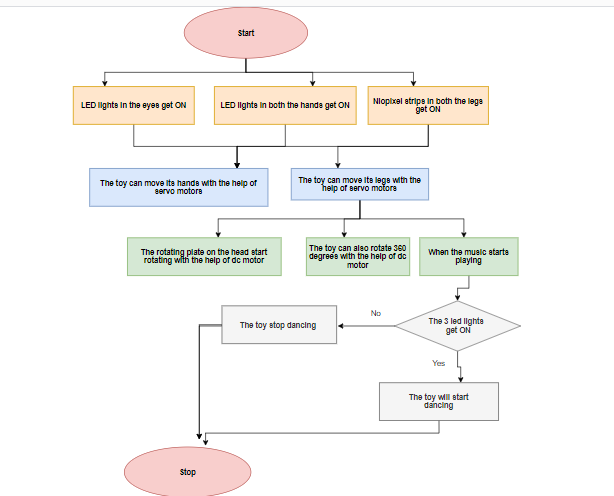 Start
LED lights in the eyes get ON
LED lights in both the hands get ON
Niopixel strips in both the legs
get ON
The toy can move its hands with the help of
servo motors
The toy can move its legs with the
help of servo motors
The rotating plate on the head start
rotating with the help of dc motor
The toy can also rotate 360
degrees with the help of dc
motor
When the music starts
playing
The 3 led lights
get ON
No
The toy stop dancing
Yes
The toy will start
dancing
Stop